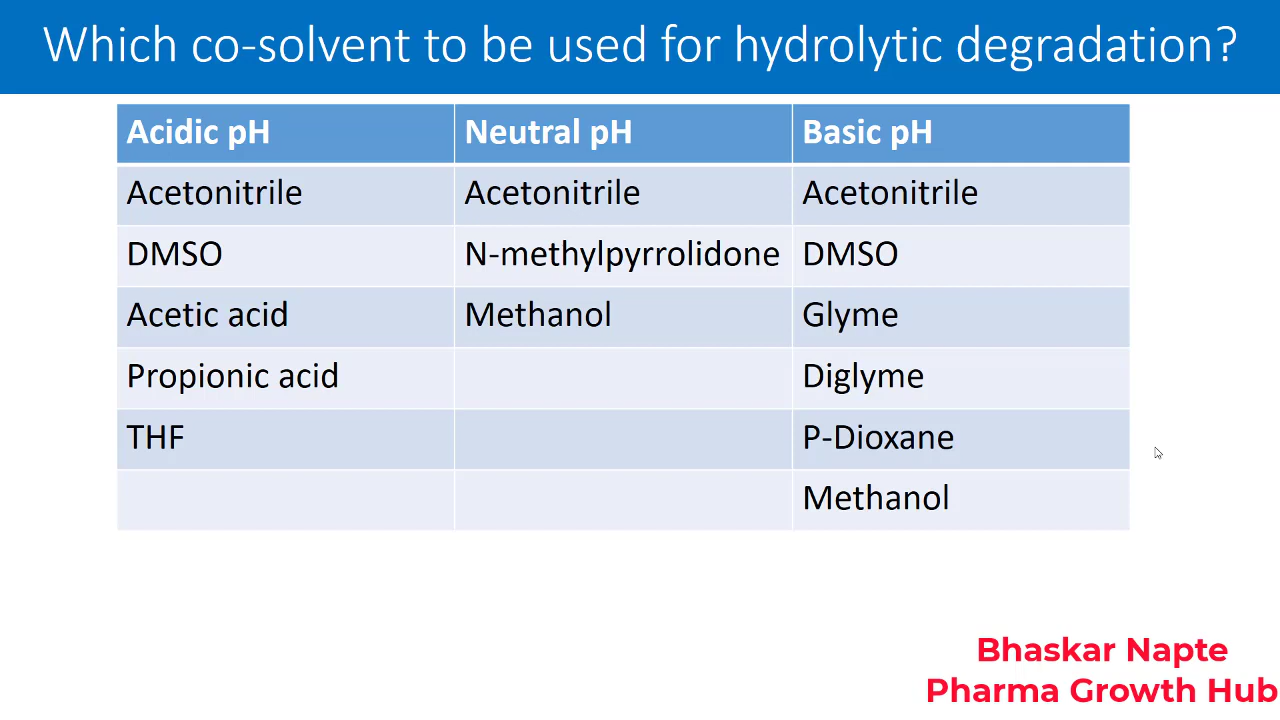 Which co-solvent to be used for hydrolytic degradation?
Acidic pH Neutral pH Basic pH
Acetonitrile Acetonitrile Acetonitrile
DMSO N-methylpyrrolidone DMSO
Acetic acid Methanol Glyme
Propionic acid Diglyme
THF P-Dioxane
Methanol
Bhaskar Napte
Pharma Growth Hub